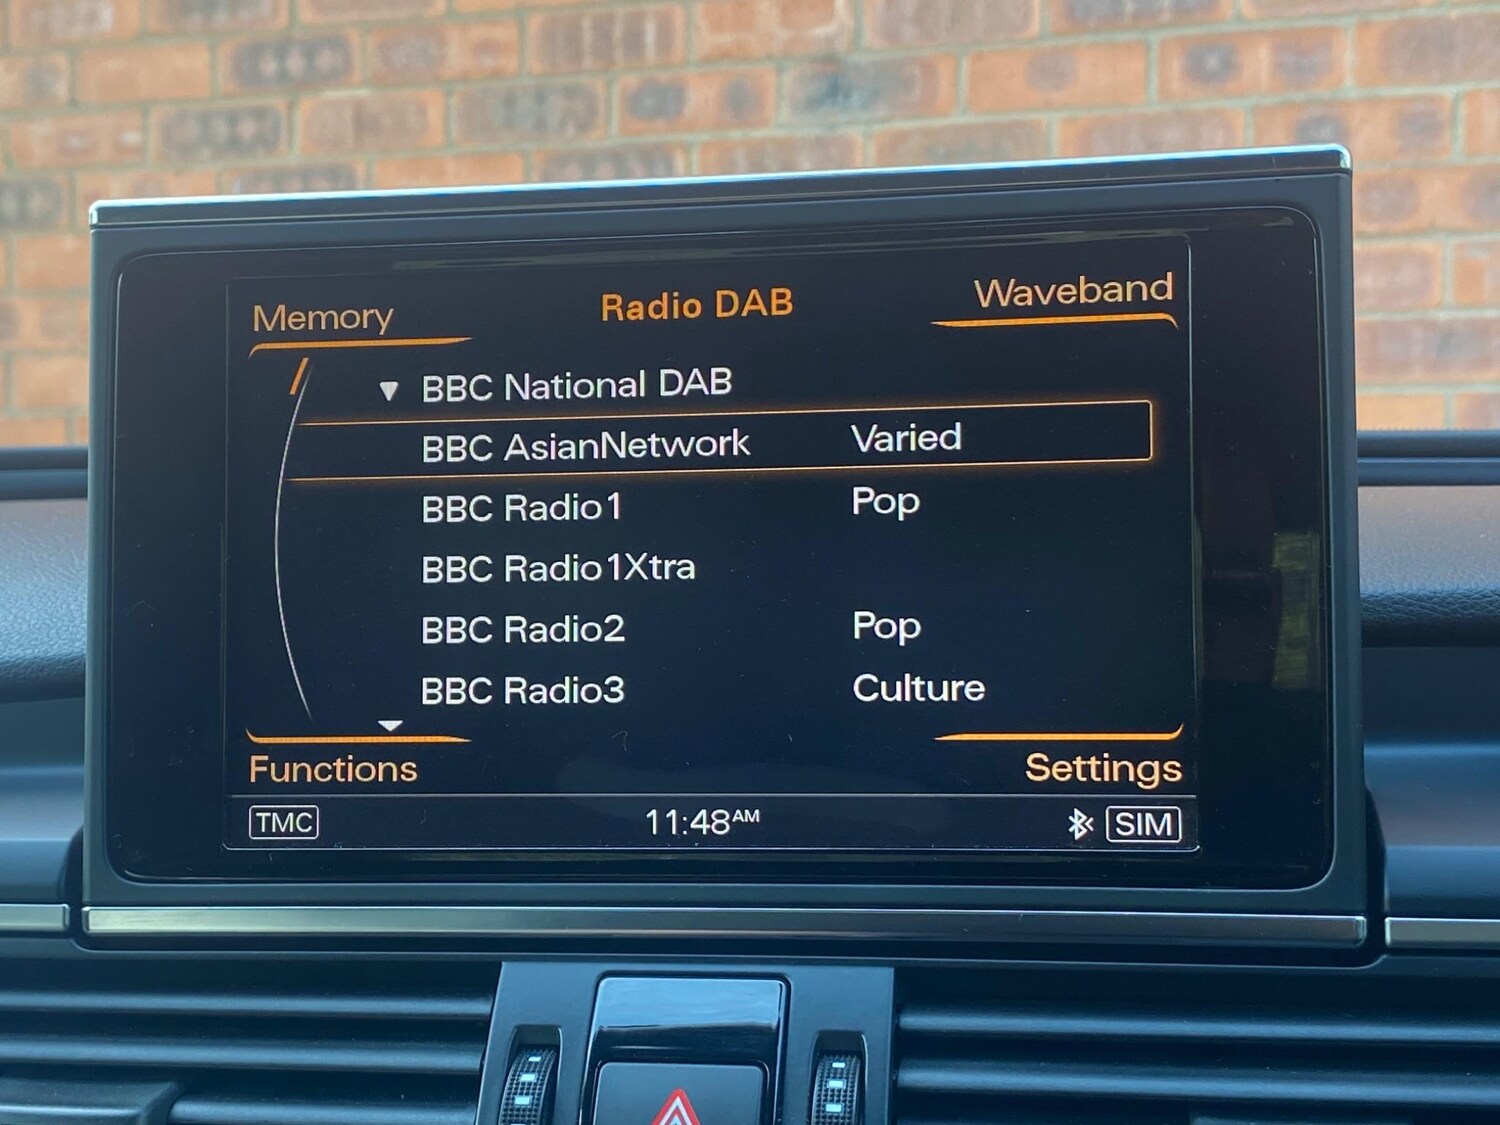 Memory Radio DAB Waveband
BBC National DAB
BBC AsianNetwork Varied
BBC Radio1 Pop
BBC Radio1Xtra
BBC Radio2 Pop
BBC Radio3 Culture
Functions Settings
TMC 11:48AM SIM